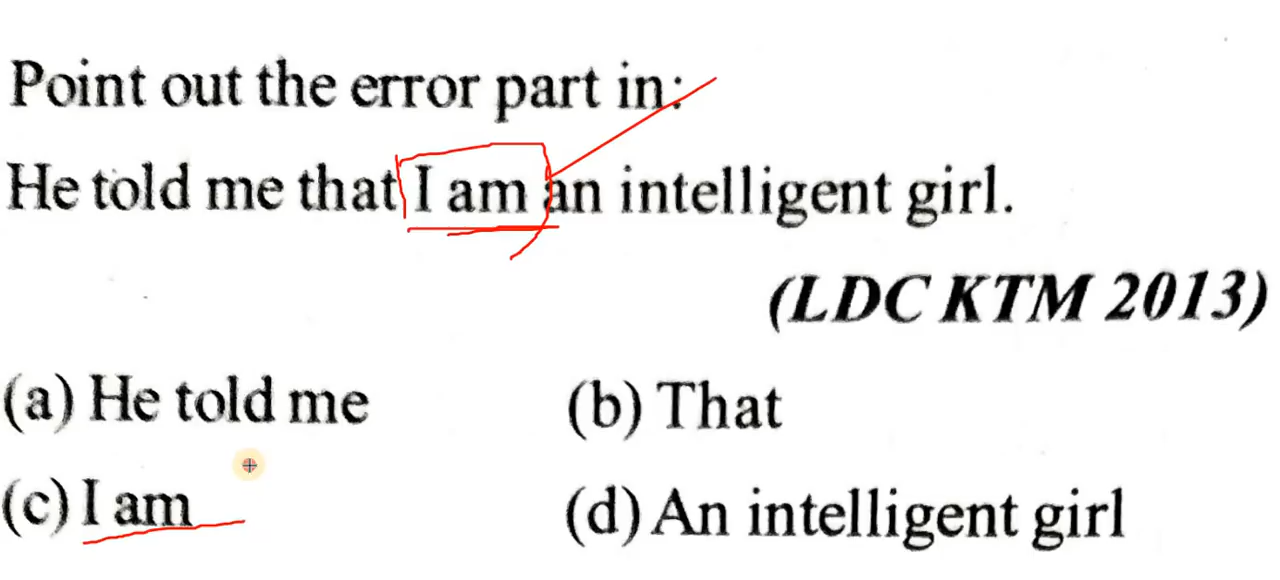 Point out the error part in:
He told me that I am an intelligent girl.
(LDC KTM 2013)
(a) He told me (b) That
(c) I am (d) An intelligent girl